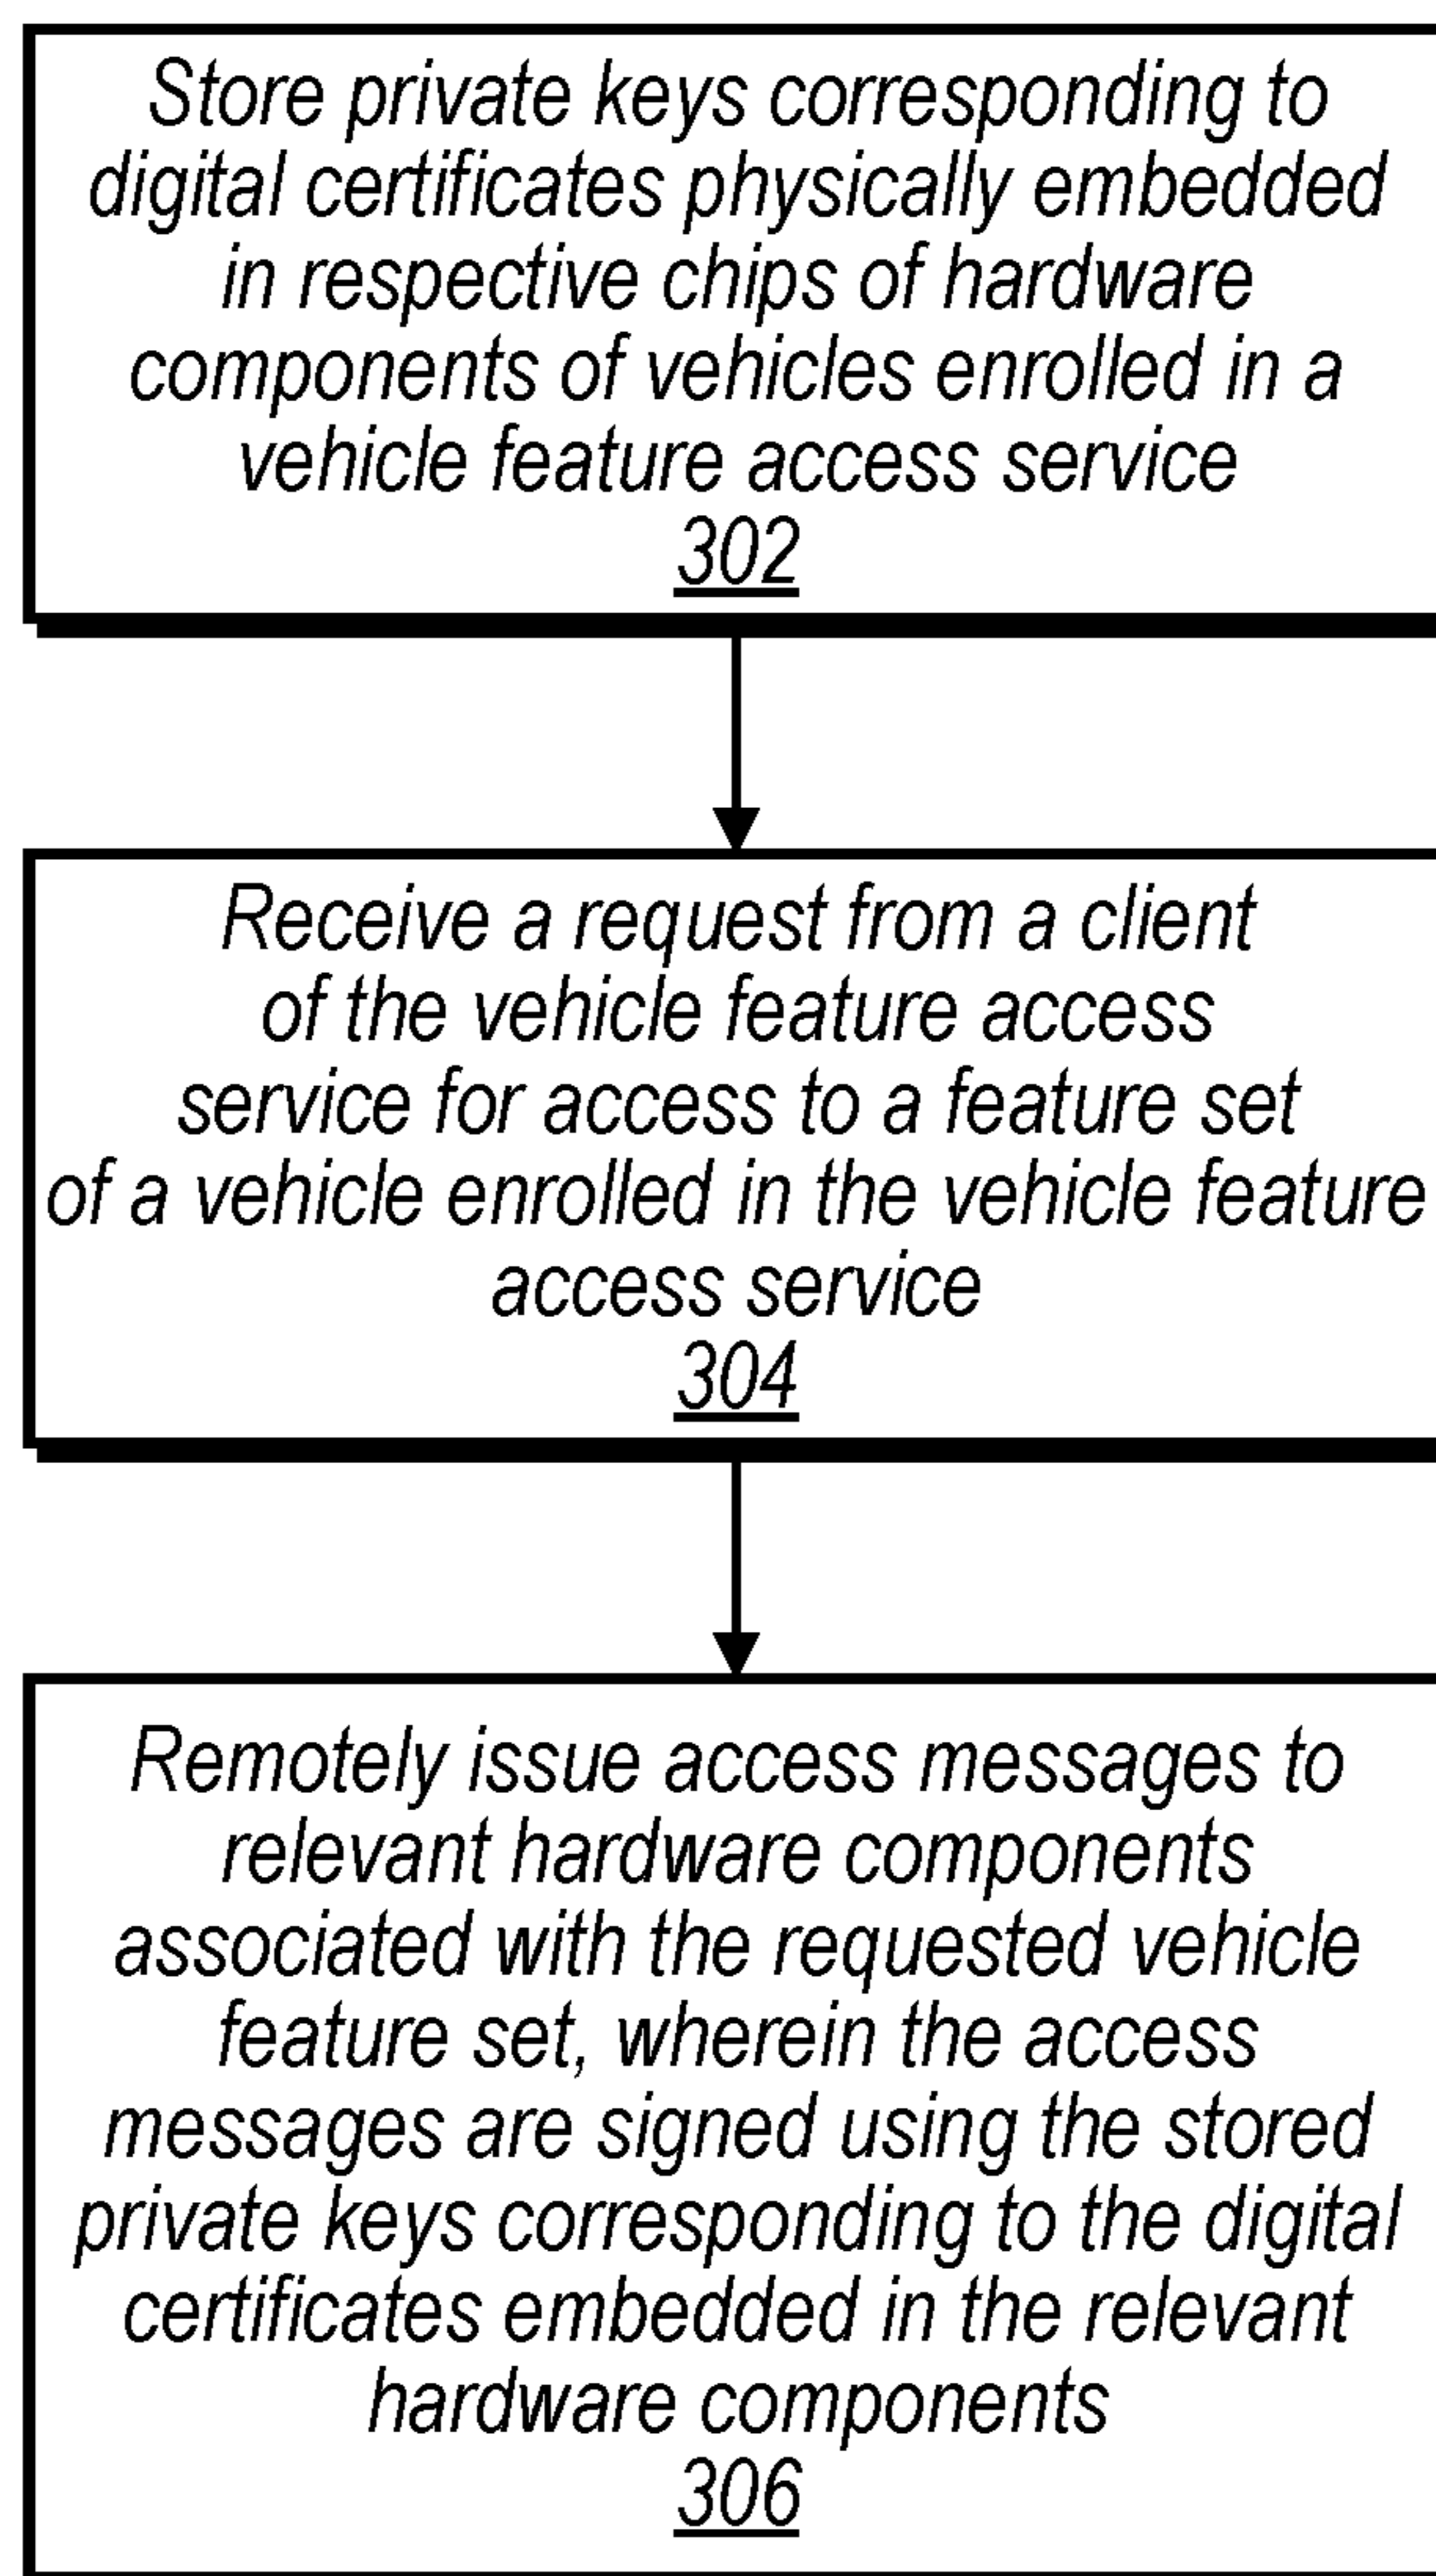 Store private keys corresponding to
digital certificates physically embedded
in respective chips of hardware
components of vehicles enrolled in a
vehicle feature access service
302
Receive a request from a client
of the vehicle feature access
service for access to a feature set
of a vehicle enrolled in the vehicle feature
access service
304
Remotely issue access messages to
relevant hardware components
associated with the requested vehicle
feature set, wherein the access
messages are signed using the stored
private keys corresponding to the digital
certificates embedded in the relevant
hardware components
306